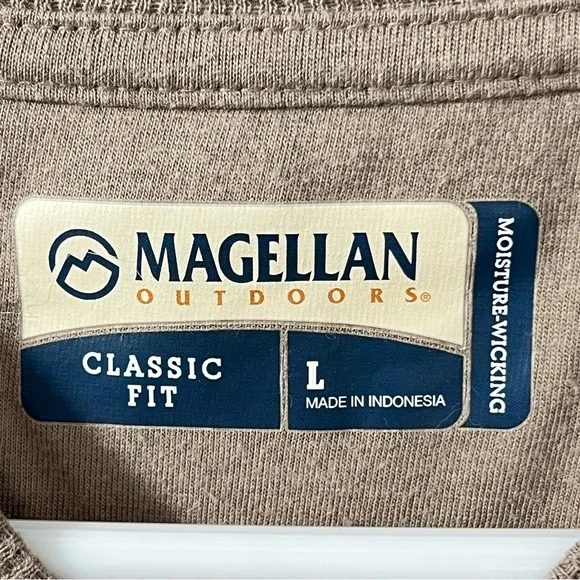 MAGELLAN
OUTDOORS®
CLASSIC
FIT
L
MADE IN INDONESIA
MOISTURE-WICKING